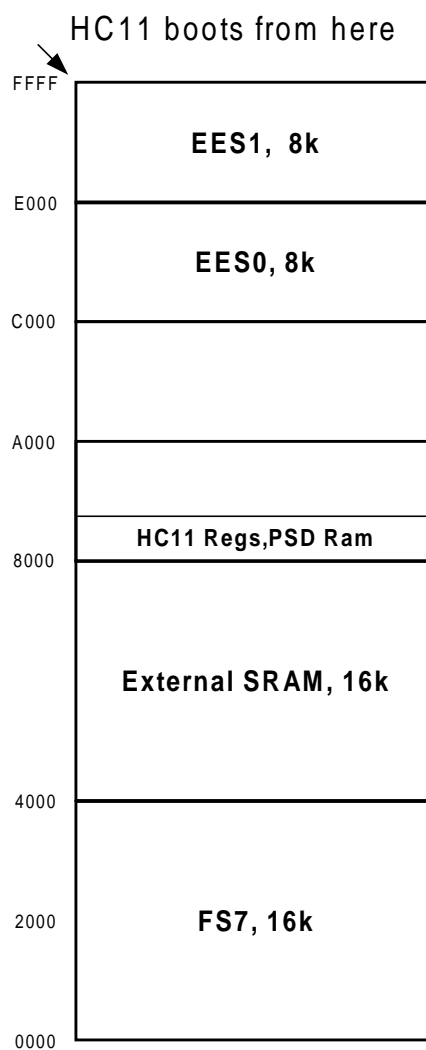 HC11 boots from here
FFFF
EES1, 8k
E000
EES0, 8k
C000
A000
HC11 Regs,PSD Ram
8000
External SRAM, 16k
4000
2000
FS7, 16k
0000